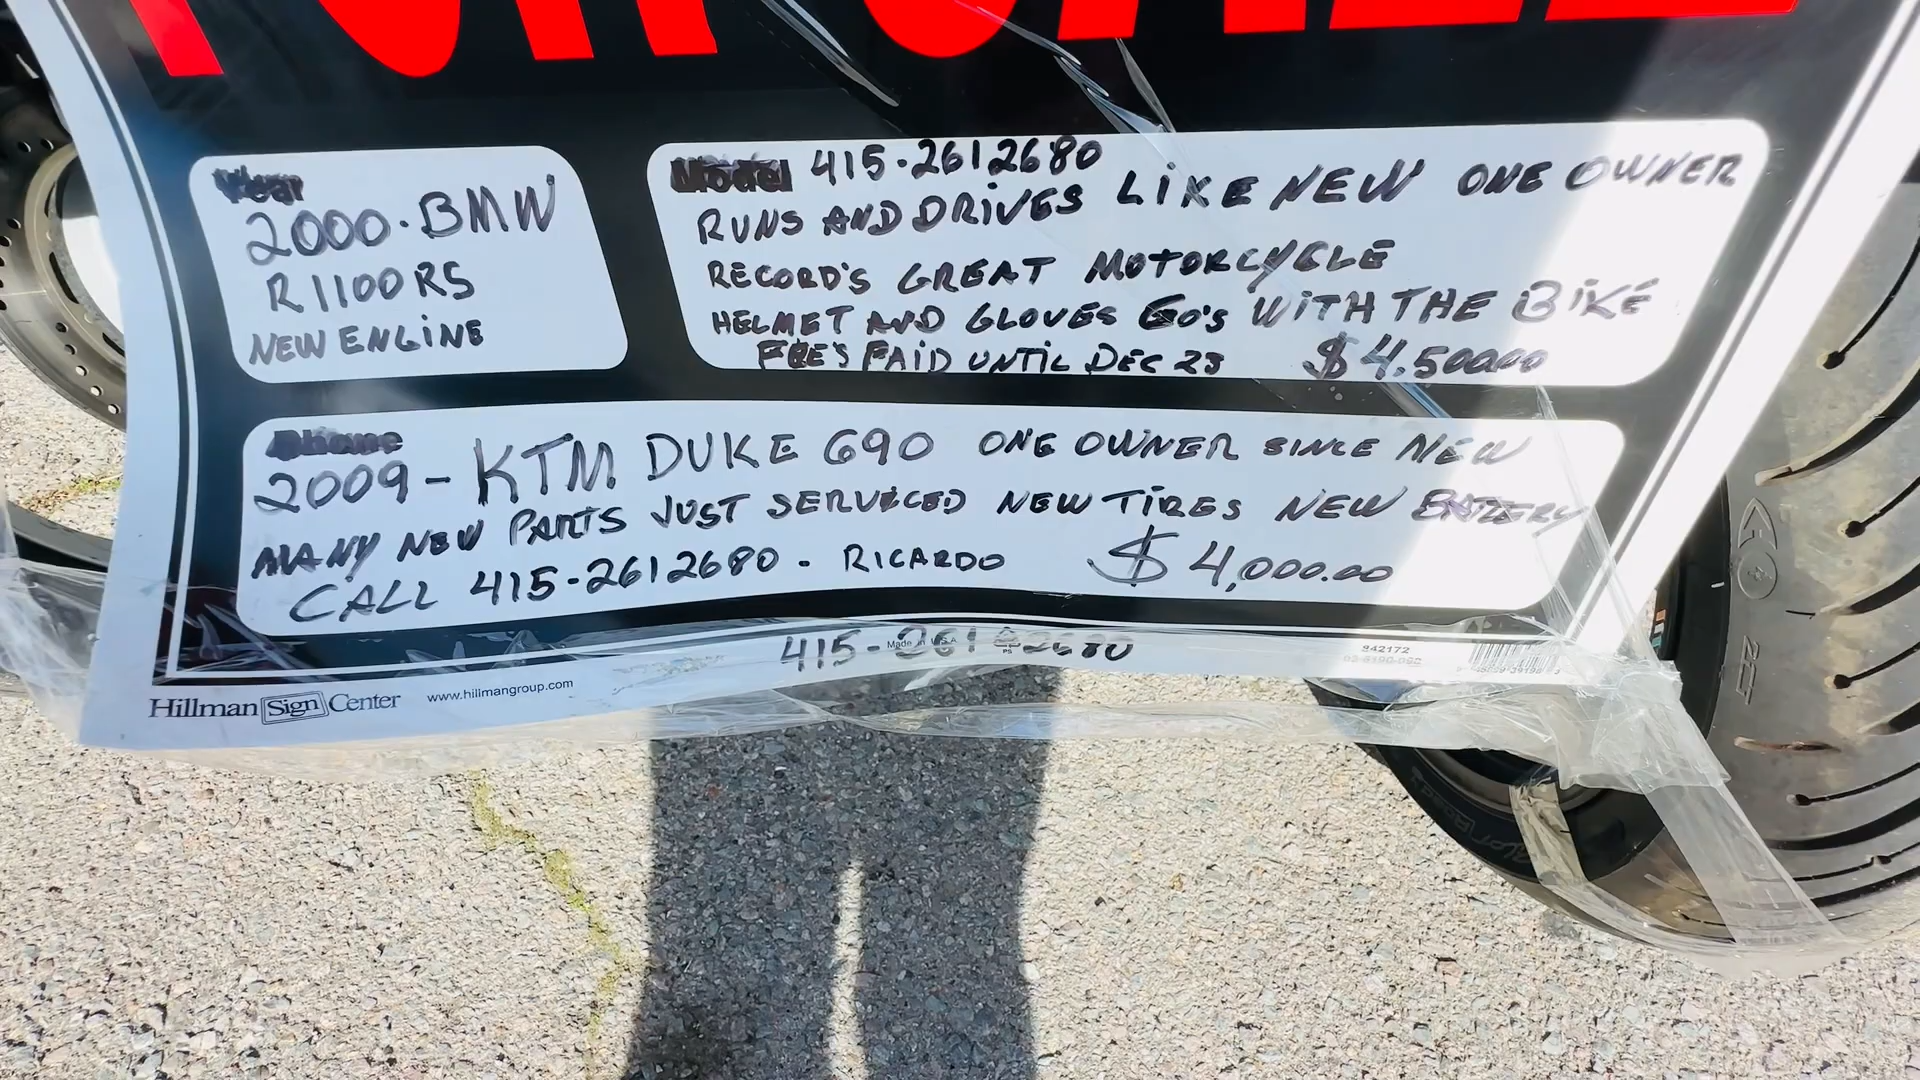 FOR SALE
Year
2000-BMW
R1100RS
NEW ENGINE
Model 415-2612680
RUNS AND DRIVES LIKE NEW ONE OWNER
RECORD'S GREAT MOTORCYCLE
HELMET AND GLOVES GO'S WITH THE BIKE
FEE'S PAID UNTIL DEC 23 $4.500.00
Phone
2009-KTM DUKE 690 ONE OWNER SINCE NEW
MANY NEW PARTS JUST SERVICED NEW TIRES NEW BATTERY
CALL 415-2612680 - RICARDO $4,000.00
415-2612680
Made in U.S.A.
PS
842172
Hillman Sign Center www.hillmangroup.com